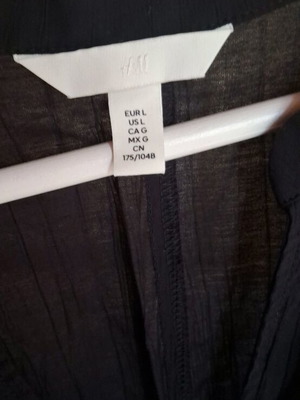 H&M
EUR L
US L
CA G
MX G
CN
175/104B